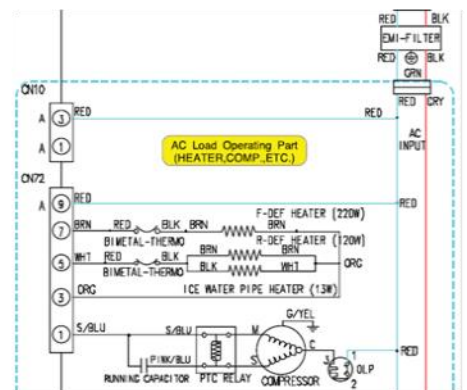 RED BLK
EMI-FILTER
RED BLK
GRN
CN10
RED GRY
A 3 RED RED
AC Load Operating Part
(HEATER,COMP.,ETC.)
AC
INPUT
A 1
CN72
A 9 RED RED
F-DEF HEATER (220W)
7 BRN RED BLK BRN BRN
BIMETAL-THERMO R-DEF HEATER (120W)
5 WHT RED BLK BRN BRN ORG
BIMETAL-THERMO BLK WHT
3 ORG ICE WATER PIPE HEATER (13W)
G/YEL
1 S/BLU S/BLU M C
3 1 RED
PINK/BLU S OLP
RUNNING CAPACITOR PTC RELAY COMPRESSOR 2